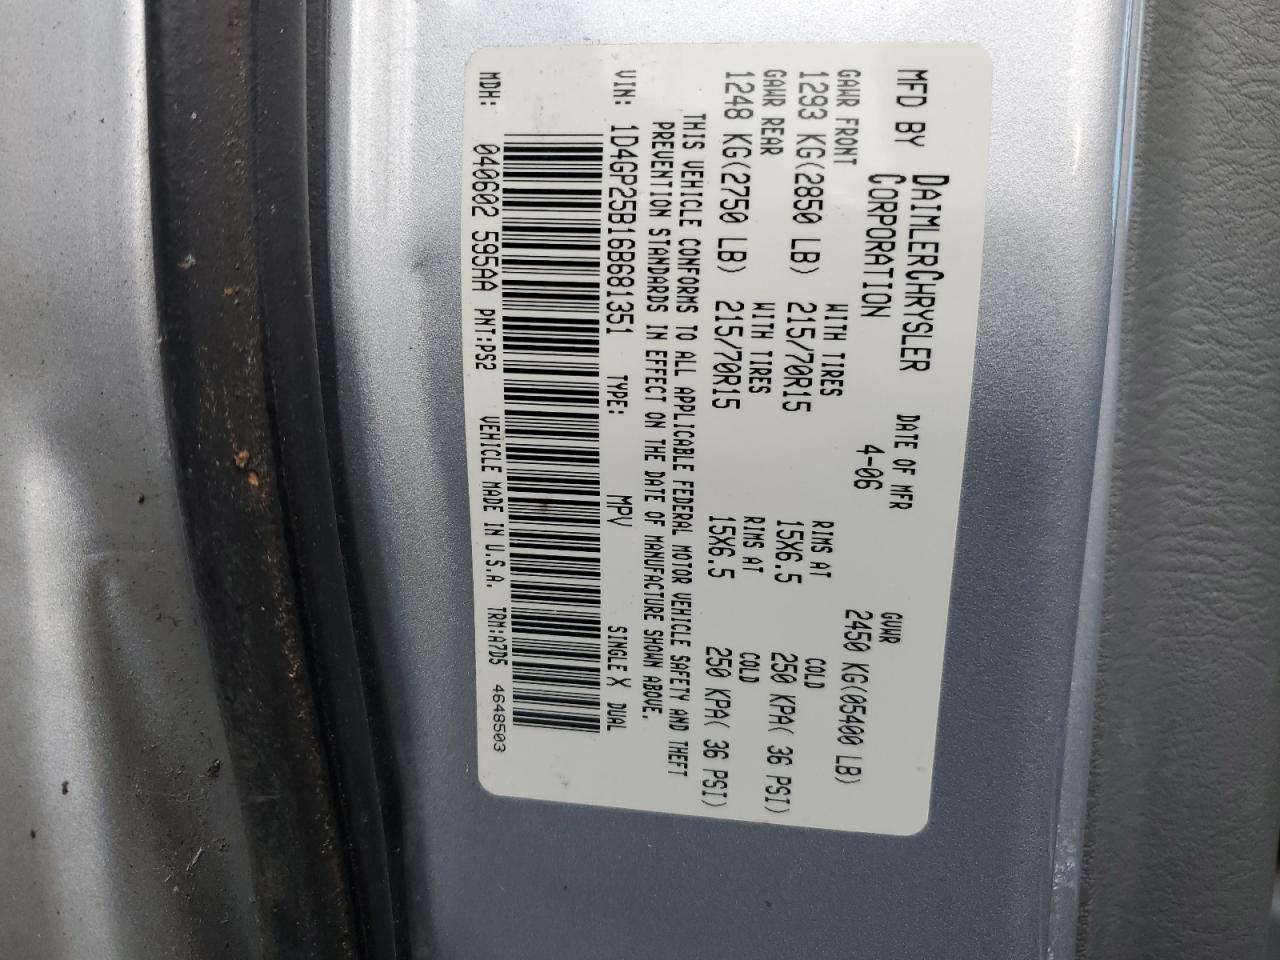 MFD BY DAIMLERCHRYSLER CORPORATION DATE OF MFR 4-06 GVWR 2450 KG(05400 LB)
GAWR FRONT WITH TIRES RIMS AT COLD
1293 KG(2850 LB) 215/70R15 15X6.5 250 KPA( 36 PSI)
GAWR REAR WITH TIRES RIMS AT COLD
1248 KG(2750 LB) 215/70R15 15X6.5 250 KPA( 36 PSI)
THIS VEHICLE CONFORMS TO ALL APPLICABLE FEDERAL MOTOR VEHICLE SAFETY AND THEFT
PREVENTION STANDARDS IN EFFECT ON THE DATE OF MANUFACTURE SHOWN ABOVE.
VIN: 1D4GP25B16B681351 TYPE: MPV SINGLE X DUAL
MDH: 040602 595AA PNT:PS2 VEHICLE MADE IN U.S.A. TRM:A7D5 4648503